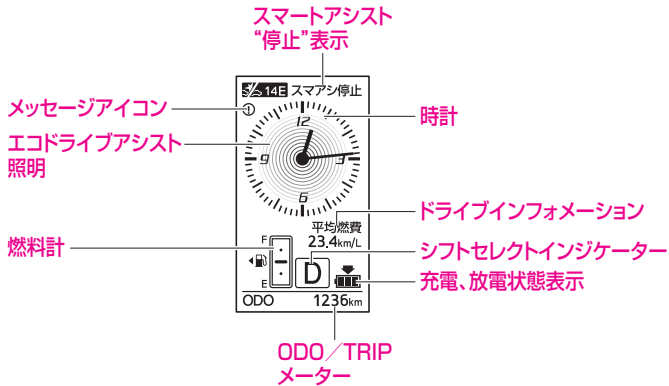 スマートアシスト
“停止”表示
14E スマアシ停止
メッセージアイコン
時計
エコドライブアシスト
照明
12
9
3
6
ドライブインフォメーション
平均燃費
23.4km/L
燃料計
F
シフトセレクトインジケーター
D
充電、放電状態表示
E
ODO 1236km
ODO／TRIP
メーター